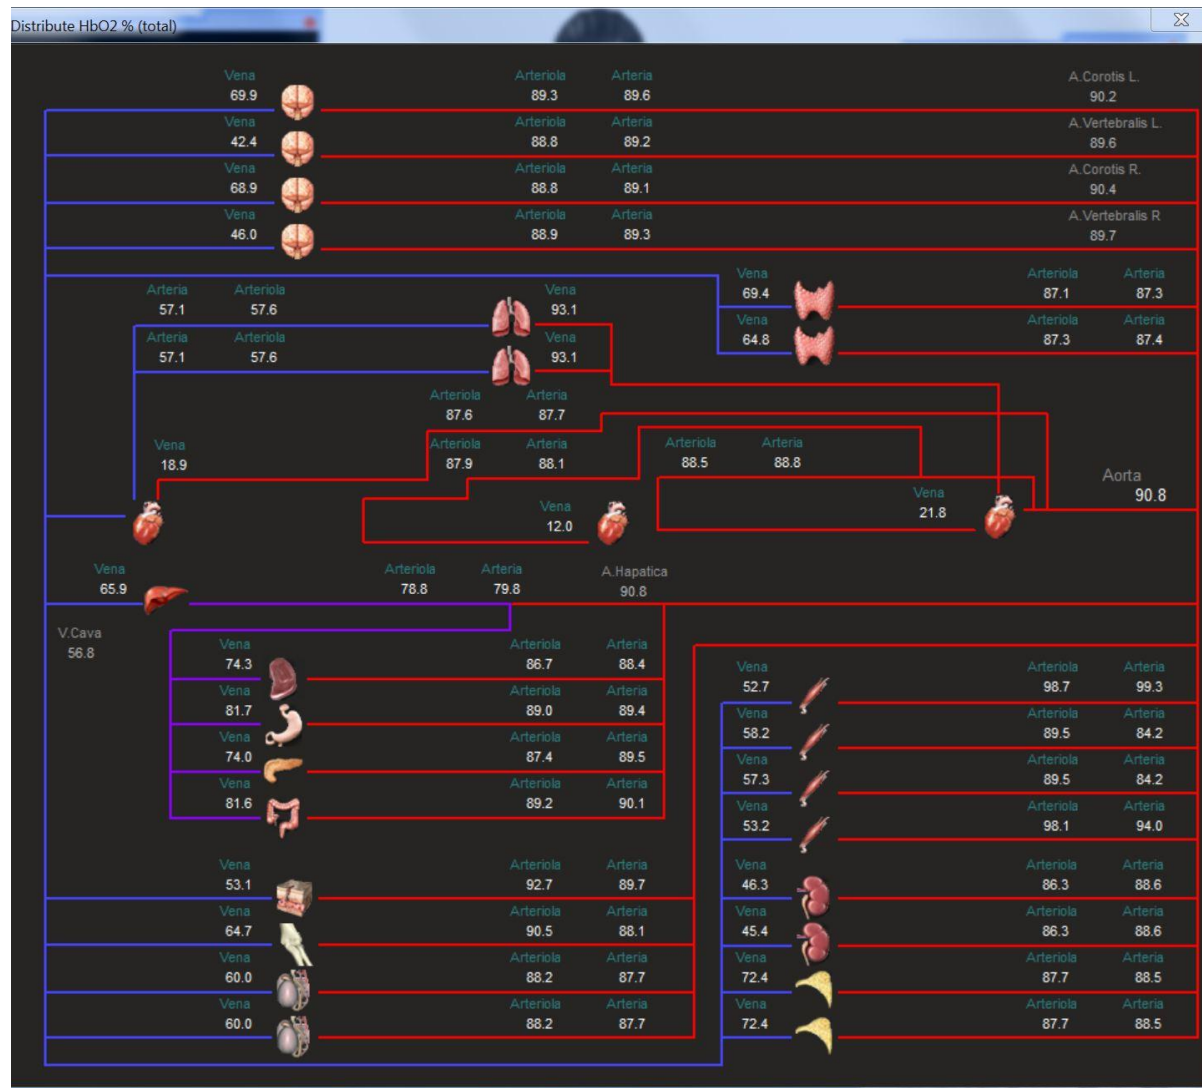 Distribute HbO2 % (total)
Vena Arteriola Arteria A.Corotis L.
69.9 89.3 89.6 90.2
Vena Arteriola Arteria A.Vertebralis L.
42.4 88.8 89.2 89.6
Vena Arteriola Arteria A.Corotis R.
68.9 88.8 89.1 90.4
Vena Arteriola Arteria A.Vertebralis R
46.0 88.9 89.3 89.7
Vena Arteriola Arteria
69.4 87.1 87.3
Arteria Arteriola Vena
57.1 57.6 93.1
Vena Arteriola Arteria
64.8 87.3 87.4
Arteria Arteriola Vena
57.1 57.6 93.1
Arteriola Arteria
87.6 87.7
Vena Arteriola Arteria Arteriola Arteria
18.9 87.9 88.1 88.5 88.8
Aorta
90.8
Vena
21.8
Vena
12.0
Vena Arteriola Arteria A.Hapatica
65.9 78.8 79.8 90.8
V.Cava
56.8
Vena Arteriola Arteria
74.3 86.7 88.4
Vena Arteriola Arteria
81.7 89.0 89.4
Vena Arteriola Arteria
74.0 87.4 89.5
Vena Arteriola Arteria
81.6 89.2 90.1
Vena Arteriola Arteria
53.1 92.7 89.7
Vena Arteriola Arteria
64.7 90.5 88.1
Vena Arteriola Arteria
60.0 88.2 87.7
Vena Arteriola Arteria
60.0 88.2 87.7
Vena Arteriola Arteria
52.7 98.7 99.3
Vena Arteriola Arteria
58.2 89.5 84.2
Vena Arteriola Arteria
57.3 89.5 84.2
Vena Arteriola Arteria
53.2 98.1 94.0
Vena Arteriola Arteria
46.3 86.3 88.6
Vena Arteriola Arteria
45.4 86.3 88.6
Vena Arteriola Arteria
72.4 87.7 88.5
Vena Arteriola Arteria
72.4 87.7 88.5